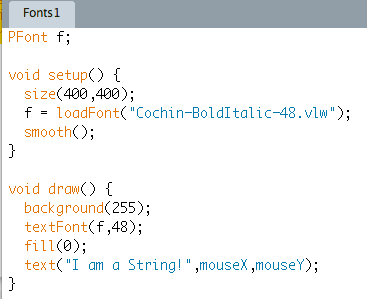 Fonts1
PFont f;
void setup() {
size(400,400);
f = loadFont("Cochin-BoldItalic-48.vlw");
smooth();
}
void draw() {
background(255);
textFont(f,48);
fill(0);
text("I am a String!",mouseX,mouseY);
}